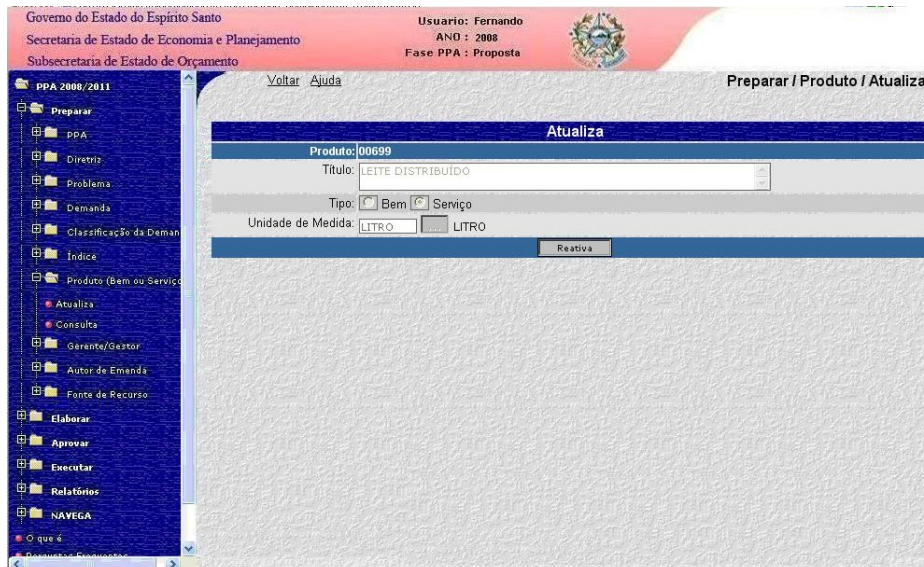 Governo do Estado do Espírito Santo
Secretaria de Estado de Economia e Planejamento
Subsecretaria de Estado de Orçamento
Usuario: Fernando
ANO : 2008
Fase PPA : Proposta
PPA 2008/2011
Preparar
PPA
Diretriz
Problema
Demanda
Classificação da Deman
Índice
Produto (Bem ou Serviço
Atualiza
Consulta
Gerente/Gestor
Autor de Emenda
Fonte de Recurso
Elaborar
Aprovar
Executar
Relatórios
NAVEGA
O que é
Perguntas Frequentes
Voltar Ajuda
Preparar / Produto / Atualiza
Atualiza
Produto: 00699
Título: LEITE DISTRIBUÍDO
Tipo: Bem Serviço
Unidade de Medida: LITRO ... LITRO
Reativa